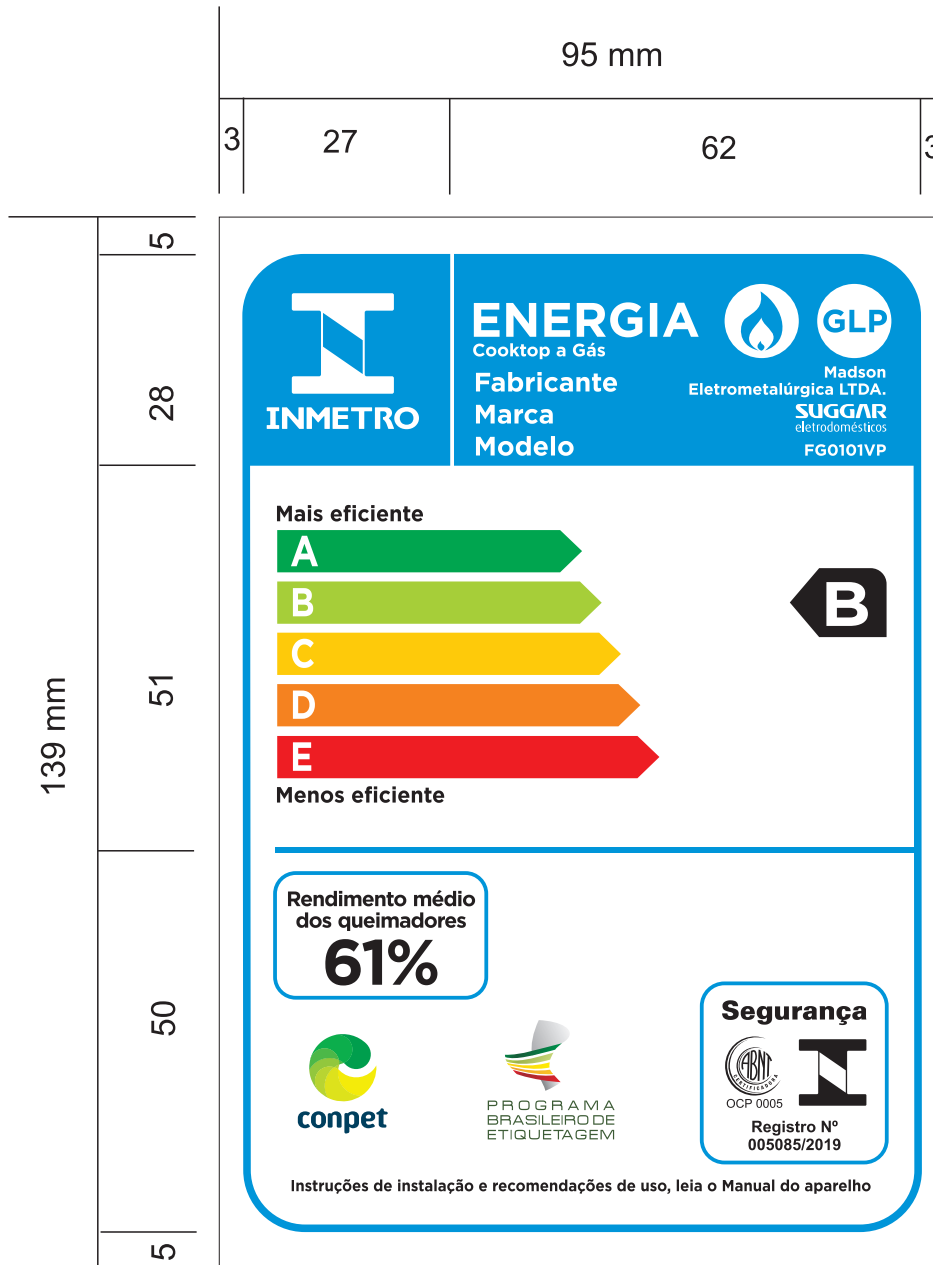 95 mm
3
27
62
3
139 mm
5
28
51
50
5
INMETRO
ENERGIA
GLP
Cooktop a Gás
Fabricante
Madson
Eletrometalúrgica LTDA.
Marca
SUGGAR
eletrodomésticos
Modelo
FG0101VP
Mais eficiente
A
B
C
D
E
B
Menos eficiente
Rendimento médio
dos queimadores
61%
conpet
PROGRAMA
BRASILEIRO DE
ETIQUETAGEM
Segurança
ABNT
CERTIFICADORA
OCP 0005
Registro Nº
005085/2019
Instruções de instalação e recomendações de uso, leia o Manual do aparelho